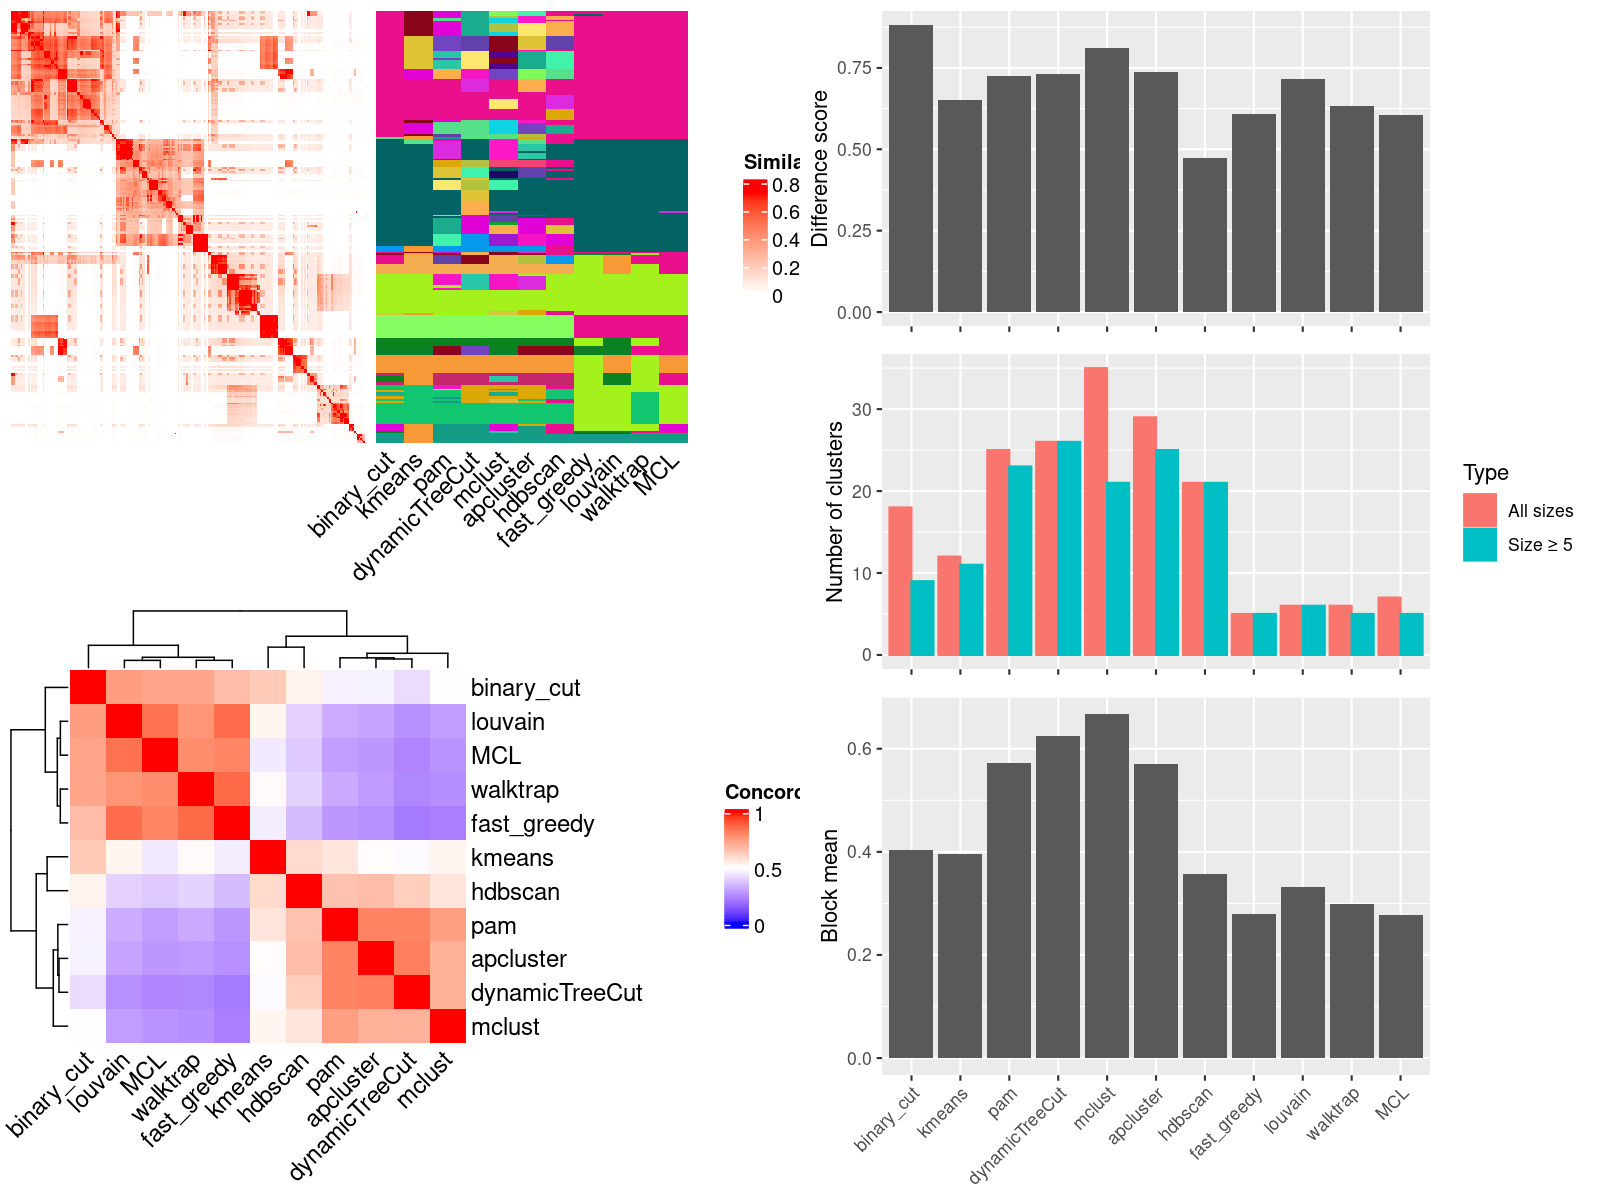 Simila
0.8
0.6
0.4
0.2
0
binary_cut
kmeans
pam
dynamicTreeCut
mclust
apcluster
hdbscan
fast_greedy
louvain
walktrap
MCL
binary_cut
louvain
MCL
walktrap
fast_greedy
kmeans
hdbscan
pam
apcluster
dynamicTreeCut
mclust
Concord
1
0.5
0
binary_cut
louvain
MCL
walktrap
fast_greedy
kmeans
hdbscan
pam
apcluster
dynamicTreeCut
mclust
Difference score
0.75
0.50
0.25
0.00
Number of clusters
30
20
10
0
Type
All sizes
Size ≥ 5
Block mean
0.6
0.4
0.2
0.0
binary_cut
kmeans
pam
dynamicTreeCut
mclust
apcluster
hdbscan
fast_greedy
louvain
walktrap
MCL